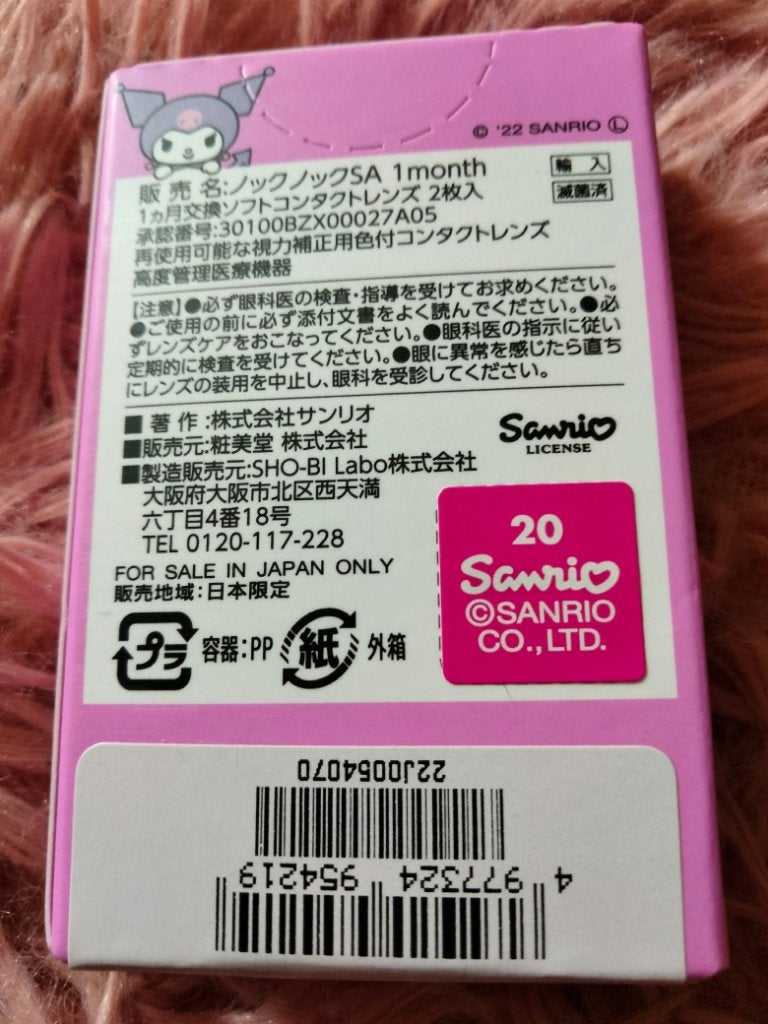 © '22 SANRIO Ⓛ
販売名:ノックノックSA 1month
輸入
1ヵ月交換ソフトコンタクトレンズ 2枚入
滅菌済
承認番号:30100BZX00027A05
再使用可能な視力補正用色付コンタクトレンズ
高度管理医療機器
【注意】●必ず眼科医の検査・指導を受けてお求めください。
●ご使用の前に必ず添付文書をよく読んでください。●必
ずレンズケアをおこなってください。●眼科医の指示に従い
定期的に検査を受けてください。●眼に異常を感じたら直ち
にレンズの装用を中止し、眼科を受診してください。
■著作:株式会社サンリオ
■販売元:粧美堂 株式会社
■製造販売元:SHO-BI Labo株式会社
大阪府大阪市北区西天満
六丁目4番18号
TEL 0120-117-228
Sanrio
LICENSE
FOR SALE IN JAPAN ONLY
販売地域:日本限定
プラ 容器:PP 紙 外箱
20
Sanrio
©SANRIO
CO.,LTD.
22J0054070
4 977324 954219